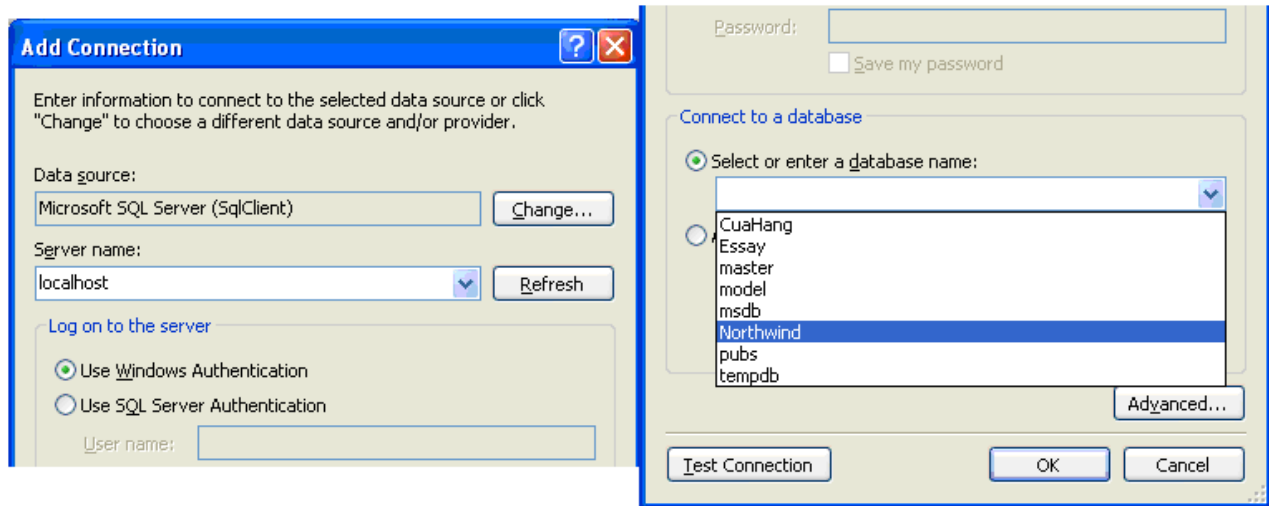 Add Connection
Enter information to connect to the selected data source or click
"Change" to choose a different data source and/or provider.
Data source:
Microsoft SQL Server (SqlClient)
Change...
Server name:
localhost
Refresh
Log on to the server
Use Windows Authentication
Use SQL Server Authentication
User name:
Password:
Save my password
Connect to a database
Select or enter a database name:
CuaHang
Essay
master
model
msdb
Northwind
pubs
tempdb
Advanced...
Test Connection
OK
Cancel